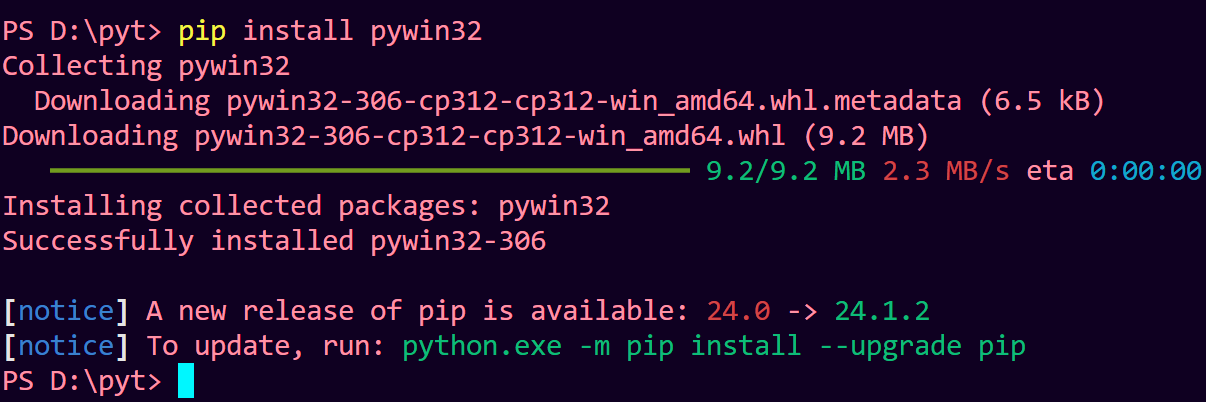 PS D:\pyt> pip install pywin32
Collecting pywin32
  Downloading pywin32-306-cp312-cp312-win_amd64.whl.metadata (6.5 kB)
Downloading pywin32-306-cp312-cp312-win_amd64.whl (9.2 MB)
   9.2/9.2 MB 2.3 MB/s eta 0:00:00
Installing collected packages: pywin32
Successfully installed pywin32-306

[notice] A new release of pip is available: 24.0 -> 24.1.2
[notice] To update, run: python.exe -m pip install --upgrade pip
PS D:\pyt>